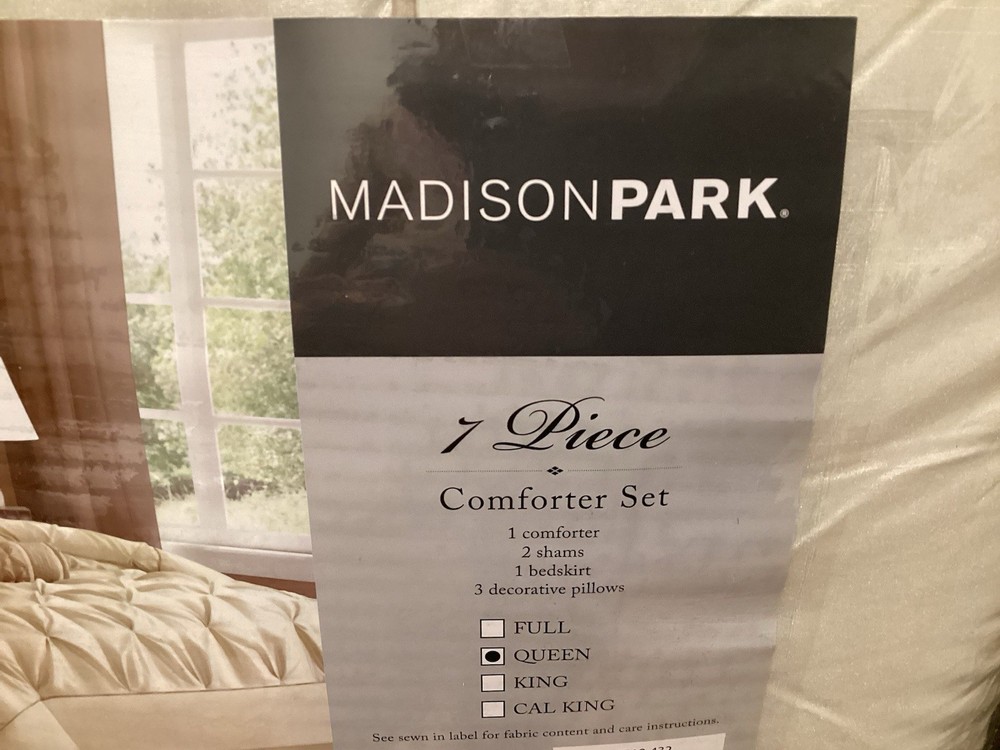 MADISONPARK®
7 Piece
Comforter Set
1 comforter
2 shams
1 bedskirt
3 decorative pillows
FULL
QUEEN
KING
CAL KING
See sewn in label for fabric content and care instructions.